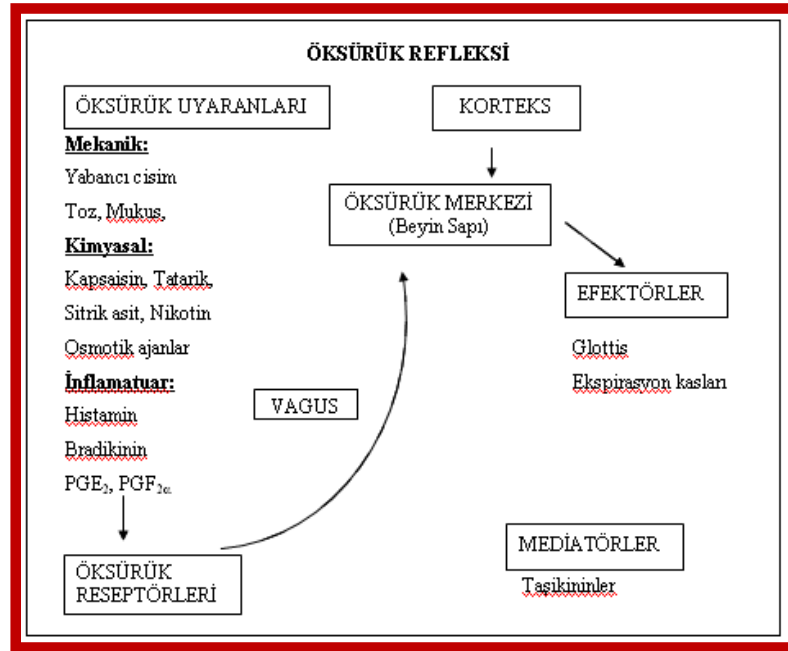 ÖKSÜRÜK REFLEKSİ
ÖKSÜRÜK UYARANLARI
Mekanik:
Yabancı cisim
Toz, Mukus,
Kimyasal:
Kapsaisin, Tatarik,
Sitrik asit, Nikotin
Osmotik ajanlar
İnflamatuar:
Histamin
Bradikinin
PGE₂, PGF₂α
ÖKSÜRÜK
RESEPTÖRLERİ
VAGUS
KORTEKS
ÖKSÜRÜK MERKEZİ
(Beyin Sapı)
EFEKTÖRLER
Glottis
Ekspirasyon kasları
MEDİATÖRLER
Taşikininler